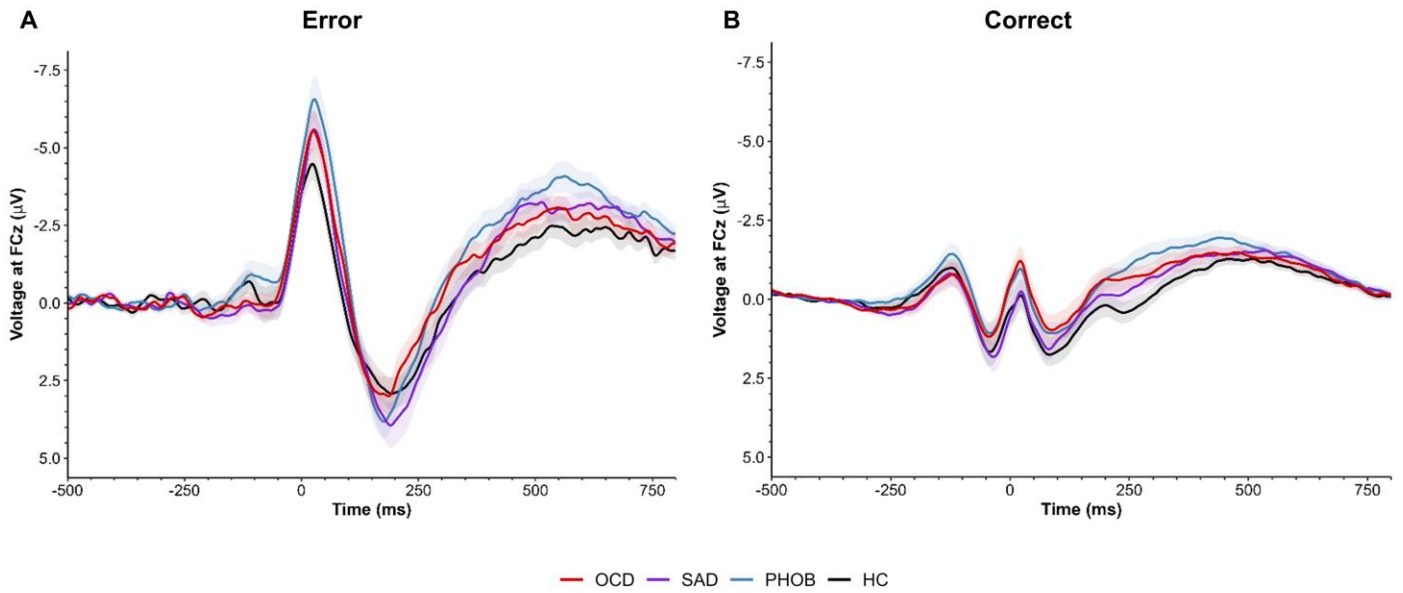 A Error
B Correct
Voltage at FCz (μV)
-7.5
-5.0
-2.5
0.0
2.5
5.0
-500 -250 0 250 500 750
Time (ms)
Voltage at FCz (μV)
-7.5
-5.0
-2.5
0.0
2.5
5.0
-500 -250 0 250 500 750
Time (ms)
OCD SAD PHOB HC